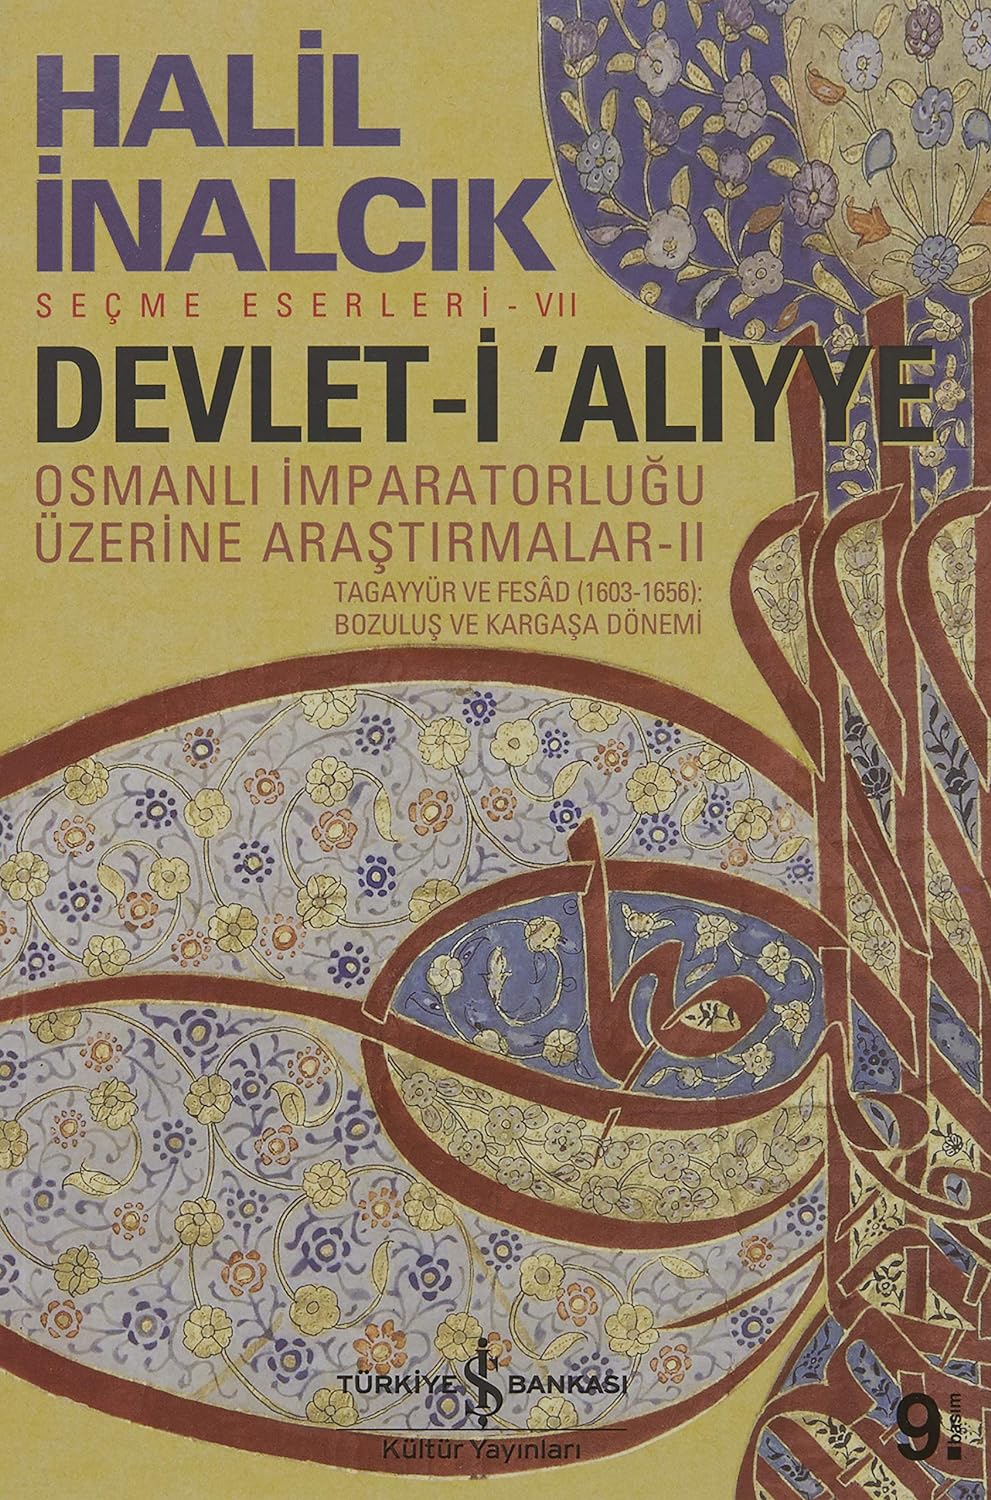 HALİL
İNALCIK
SEÇME ESERLERİ - VII
DEVLET-İ ‘ALİYYE
OSMANLI İMPARATORLUĞU
ÜZERİNE ARAŞTIRMALAR-II
TAGAYYÜR VE FESÂD (1603-1656):
BOZULUŞ VE KARGAŞA DÖNEMİ
TÜRKİYE İŞ BANKASI
Kültür Yayınları
9. basım